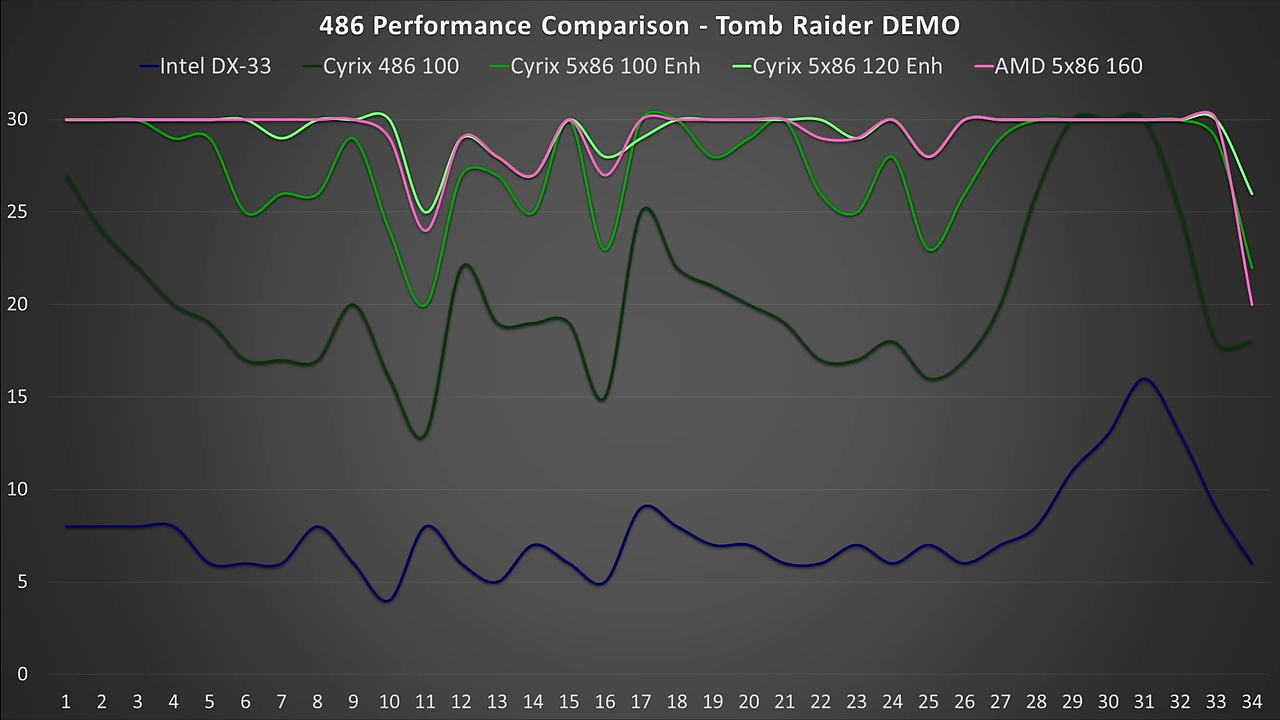 486 Performance Comparison - Tomb Raider DEMO
Intel DX-33 Cyrix 486 100 Cyrix 5x86 100 Enh Cyrix 5x86 120 Enh AMD 5x86 160
30
25
20
15
10
5
0
1 2 3 4 5 6 7 8 9 10 11 12 13 14 15 16 17 18 19 20 21 22 23 24 25 26 27 28 29 30 31 32 33 34